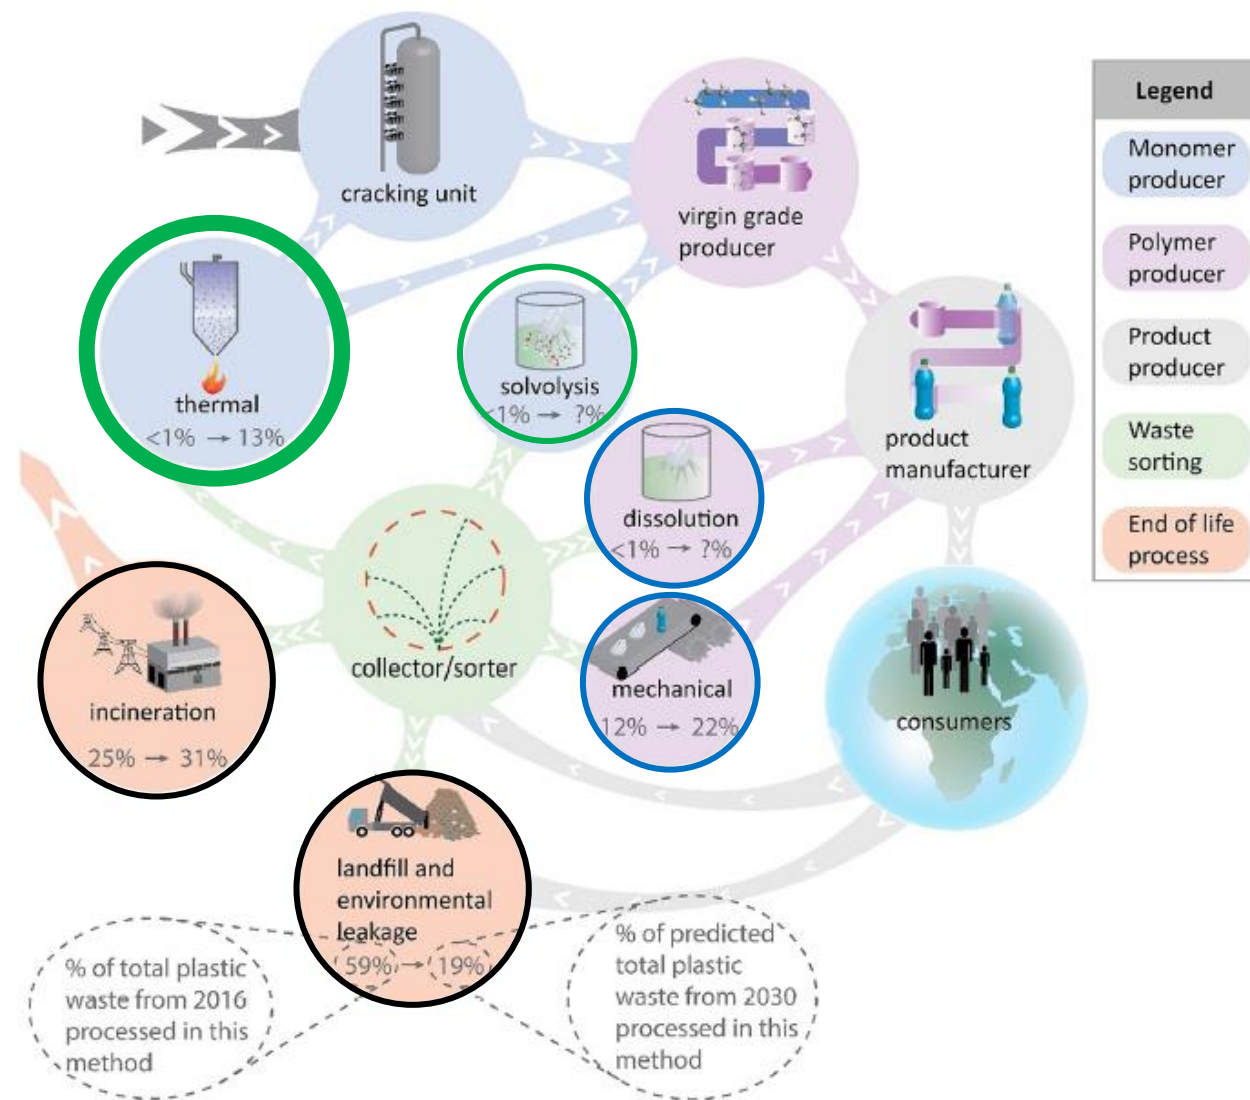 cracking unit
virgin grade
producer
thermal
<1% → 13%
solvolysis
<1% → ?%
dissolution
<1% → ?%
product
manufacturer
collector/sorter
mechanical
12% → 22%
incineration
25% → 31%
consumers
landfill and
environmental
leakage
59% → 19%
% of total plastic
waste from 2016
processed in this
method
% of predicted
total plastic
waste from 2030
processed in this
method
Legend
Monomer
producer
Polymer
producer
Product
producer
Waste
sorting
End of life
process